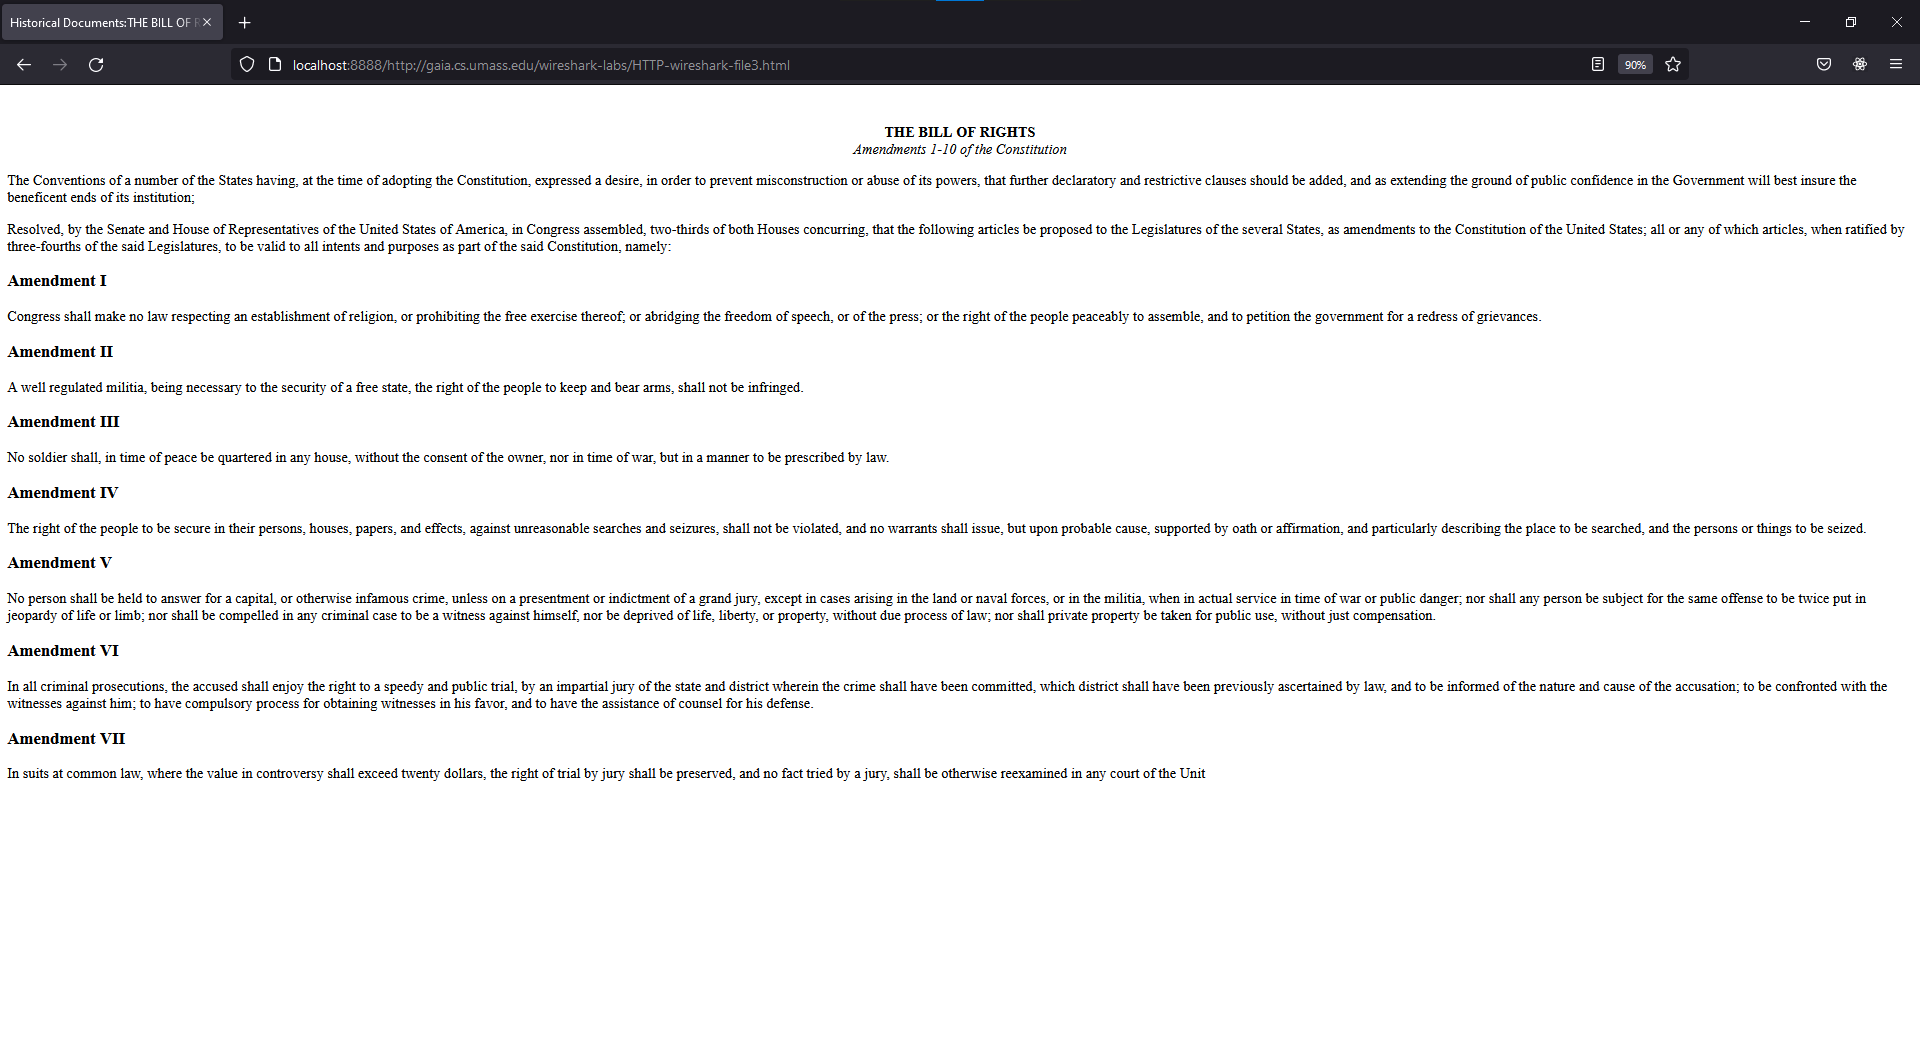 Historical Documents:THE BILL OF R
localhost:8888/http://gaia.cs.umass.edu/wireshark-labs/HTTP-wireshark-file3.html
90%
THE BILL OF RIGHTS
Amendments 1-10 of the Constitution
The Conventions of a number of the States having, at the time of adopting the Constitution, expressed a desire, in order to prevent misconstruction or abuse of its powers, that further declaratory and restrictive clauses should be added, and as extending the ground of public confidence in the Government will best insure the
beneficent ends of its institution;
Resolved, by the Senate and House of Representatives of the United States of America, in Congress assembled, two-thirds of both Houses concurring, that the following articles be proposed to the Legislatures of the several States, as amendments to the Constitution of the United States; all or any of which articles, when ratified by
three-fourths of the said Legislatures, to be valid to all intents and purposes as part of the said Constitution, namely:
Amendment I
Congress shall make no law respecting an establishment of religion, or prohibiting the free exercise thereof; or abridging the freedom of speech, or of the press; or the right of the people peaceably to assemble, and to petition the government for a redress of grievances.
Amendment II
A well regulated militia, being necessary to the security of a free state, the right of the people to keep and bear arms, shall not be infringed.
Amendment III
No soldier shall, in time of peace be quartered in any house, without the consent of the owner, nor in time of war, but in a manner to be prescribed by law.
Amendment IV
The right of the people to be secure in their persons, houses, papers, and effects, against unreasonable searches and seizures, shall not be violated, and no warrants shall issue, but upon probable cause, supported by oath or affirmation, and particularly describing the place to be searched, and the persons or things to be seized.
Amendment V
No person shall be held to answer for a capital, or otherwise infamous crime, unless on a presentment or indictment of a grand jury, except in cases arising in the land or naval forces, or in the militia, when in actual service in time of war or public danger; nor shall any person be subject for the same offense to be twice put in
jeopardy of life or limb; nor shall be compelled in any criminal case to be a witness against himself, nor be deprived of life, liberty, or property, without due process of law; nor shall private property be taken for public use, without just compensation.
Amendment VI
In all criminal prosecutions, the accused shall enjoy the right to a speedy and public trial, by an impartial jury of the state and district wherein the crime shall have been committed, which district shall have been previously ascertained by law, and to be informed of the nature and cause of the accusation; to be confronted with the
witnesses against him; to have compulsory process for obtaining witnesses in his favor, and to have the assistance of counsel for his defense.
Amendment VII
In suits at common law, where the value in controversy shall exceed twenty dollars, the right of trial by jury shall be preserved, and no fact tried by a jury, shall be otherwise reexamined in any court of the Unit